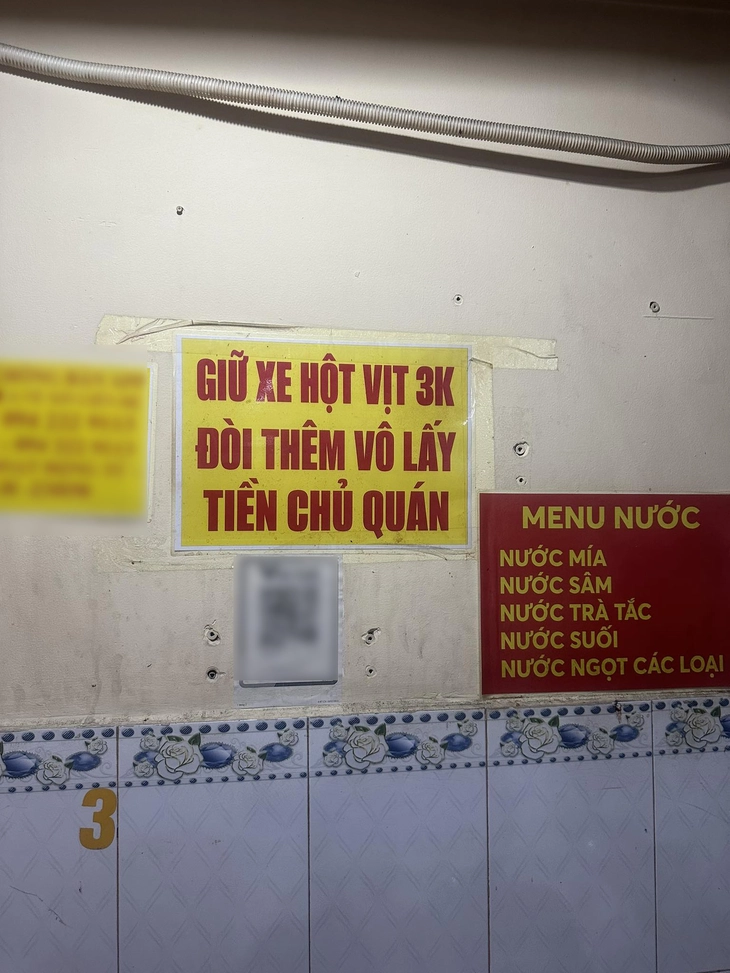 GIỮ XE HỘT VỊT 3K
ĐÒI THÊM VÔ LẤY
TIỀN CHỦ QUÁN
MENU NƯỚC
NƯỚC MÍA
NƯỚC SÂM
NƯỚC TRÀ TẮC
NƯỚC SUỐI
NƯỚC NGỌT CÁC LOẠI
3